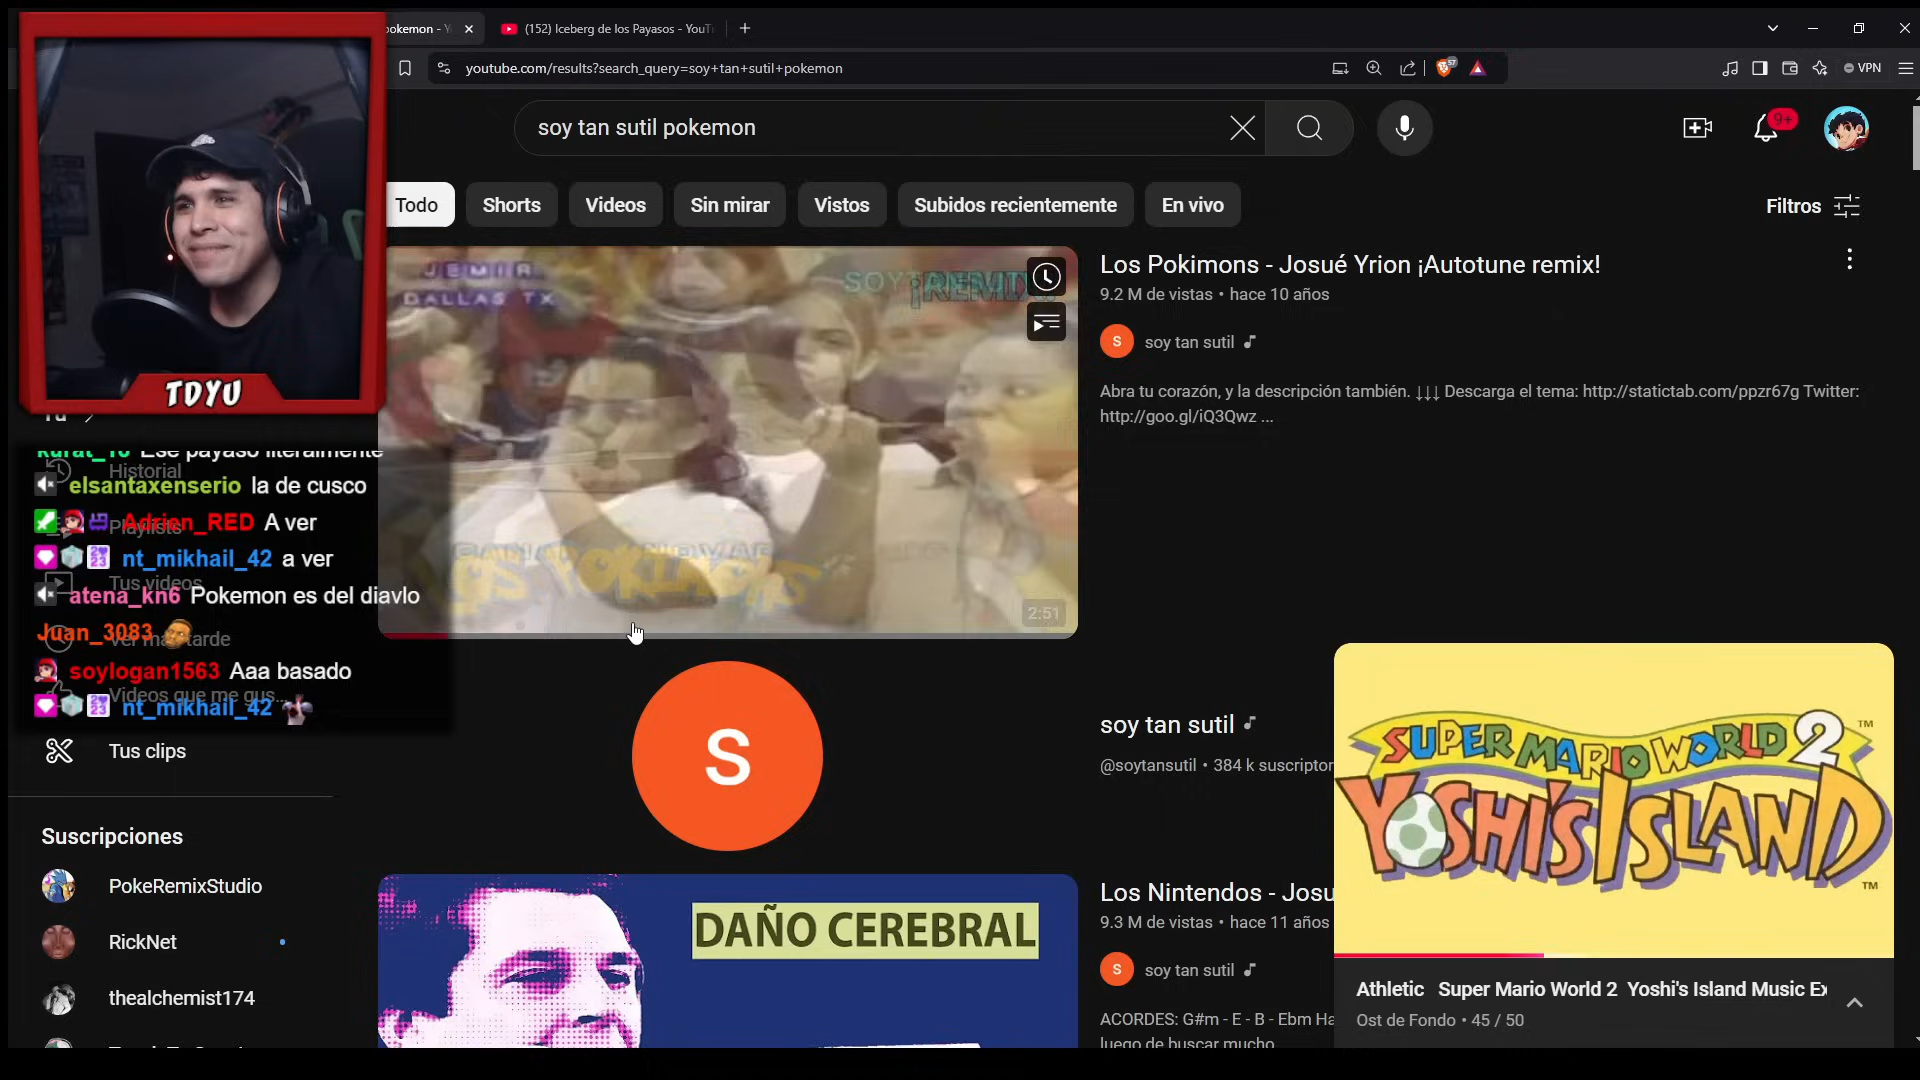 pokemon - Y
(152) Iceberg de los Payasos - YouT
youtube.com/results?search_query=soy+tan+sutil+pokemon
57
VPN
soy tan sutil pokemon
9+
Todo
Shorts
Videos
Sin mirar
Vistos
Subidos recientemente
En vivo
Filtros
TDYU
JEMIR
DALLAS TX
SOY TAN SUTIL
¡REMIX
2:51
Los Pokimons - Josué Yrion ¡Autotune remix!
9.2 M de vistas • hace 10 años
S
soy tan sutil
Abra tu corazón, y la descripción también. ↓↓↓ Descarga el tema: http://statictab.com/ppzr67g Twitter:
http://goo.gl/iQ3Qwz ...
kurat_10 Ese payaso literalmente
Historial
elsantaxenserio la de cusco
Adrien_RED A ver
Playlists
nt_mikhail_42 a ver
Tus videos
atena_kn6 Pokemon es del diavlo
Juan_3083
Ver más tarde
soylogan1563 Aaa basado
Videos que me gus...
nt_mikhail_42
Tus clips
Suscripciones
PokeRemixStudio
RickNet
thealchemist174
S
soy tan sutil
@soytansutil • 384 k suscriptor
DAÑO CEREBRAL
Los Nintendos - Josu
9.3 M de vistas • hace 11 años
S
soy tan sutil
ACORDES: G#m - E - B - Ebm Ha
luego de buscar mucho
SUPER MARIO WORLD 2 TM
YOSHI'S ISLAND
TM
Athletic Super Mario World 2 Yoshi's Island Music Ex
Ost de Fondo • 45 / 50